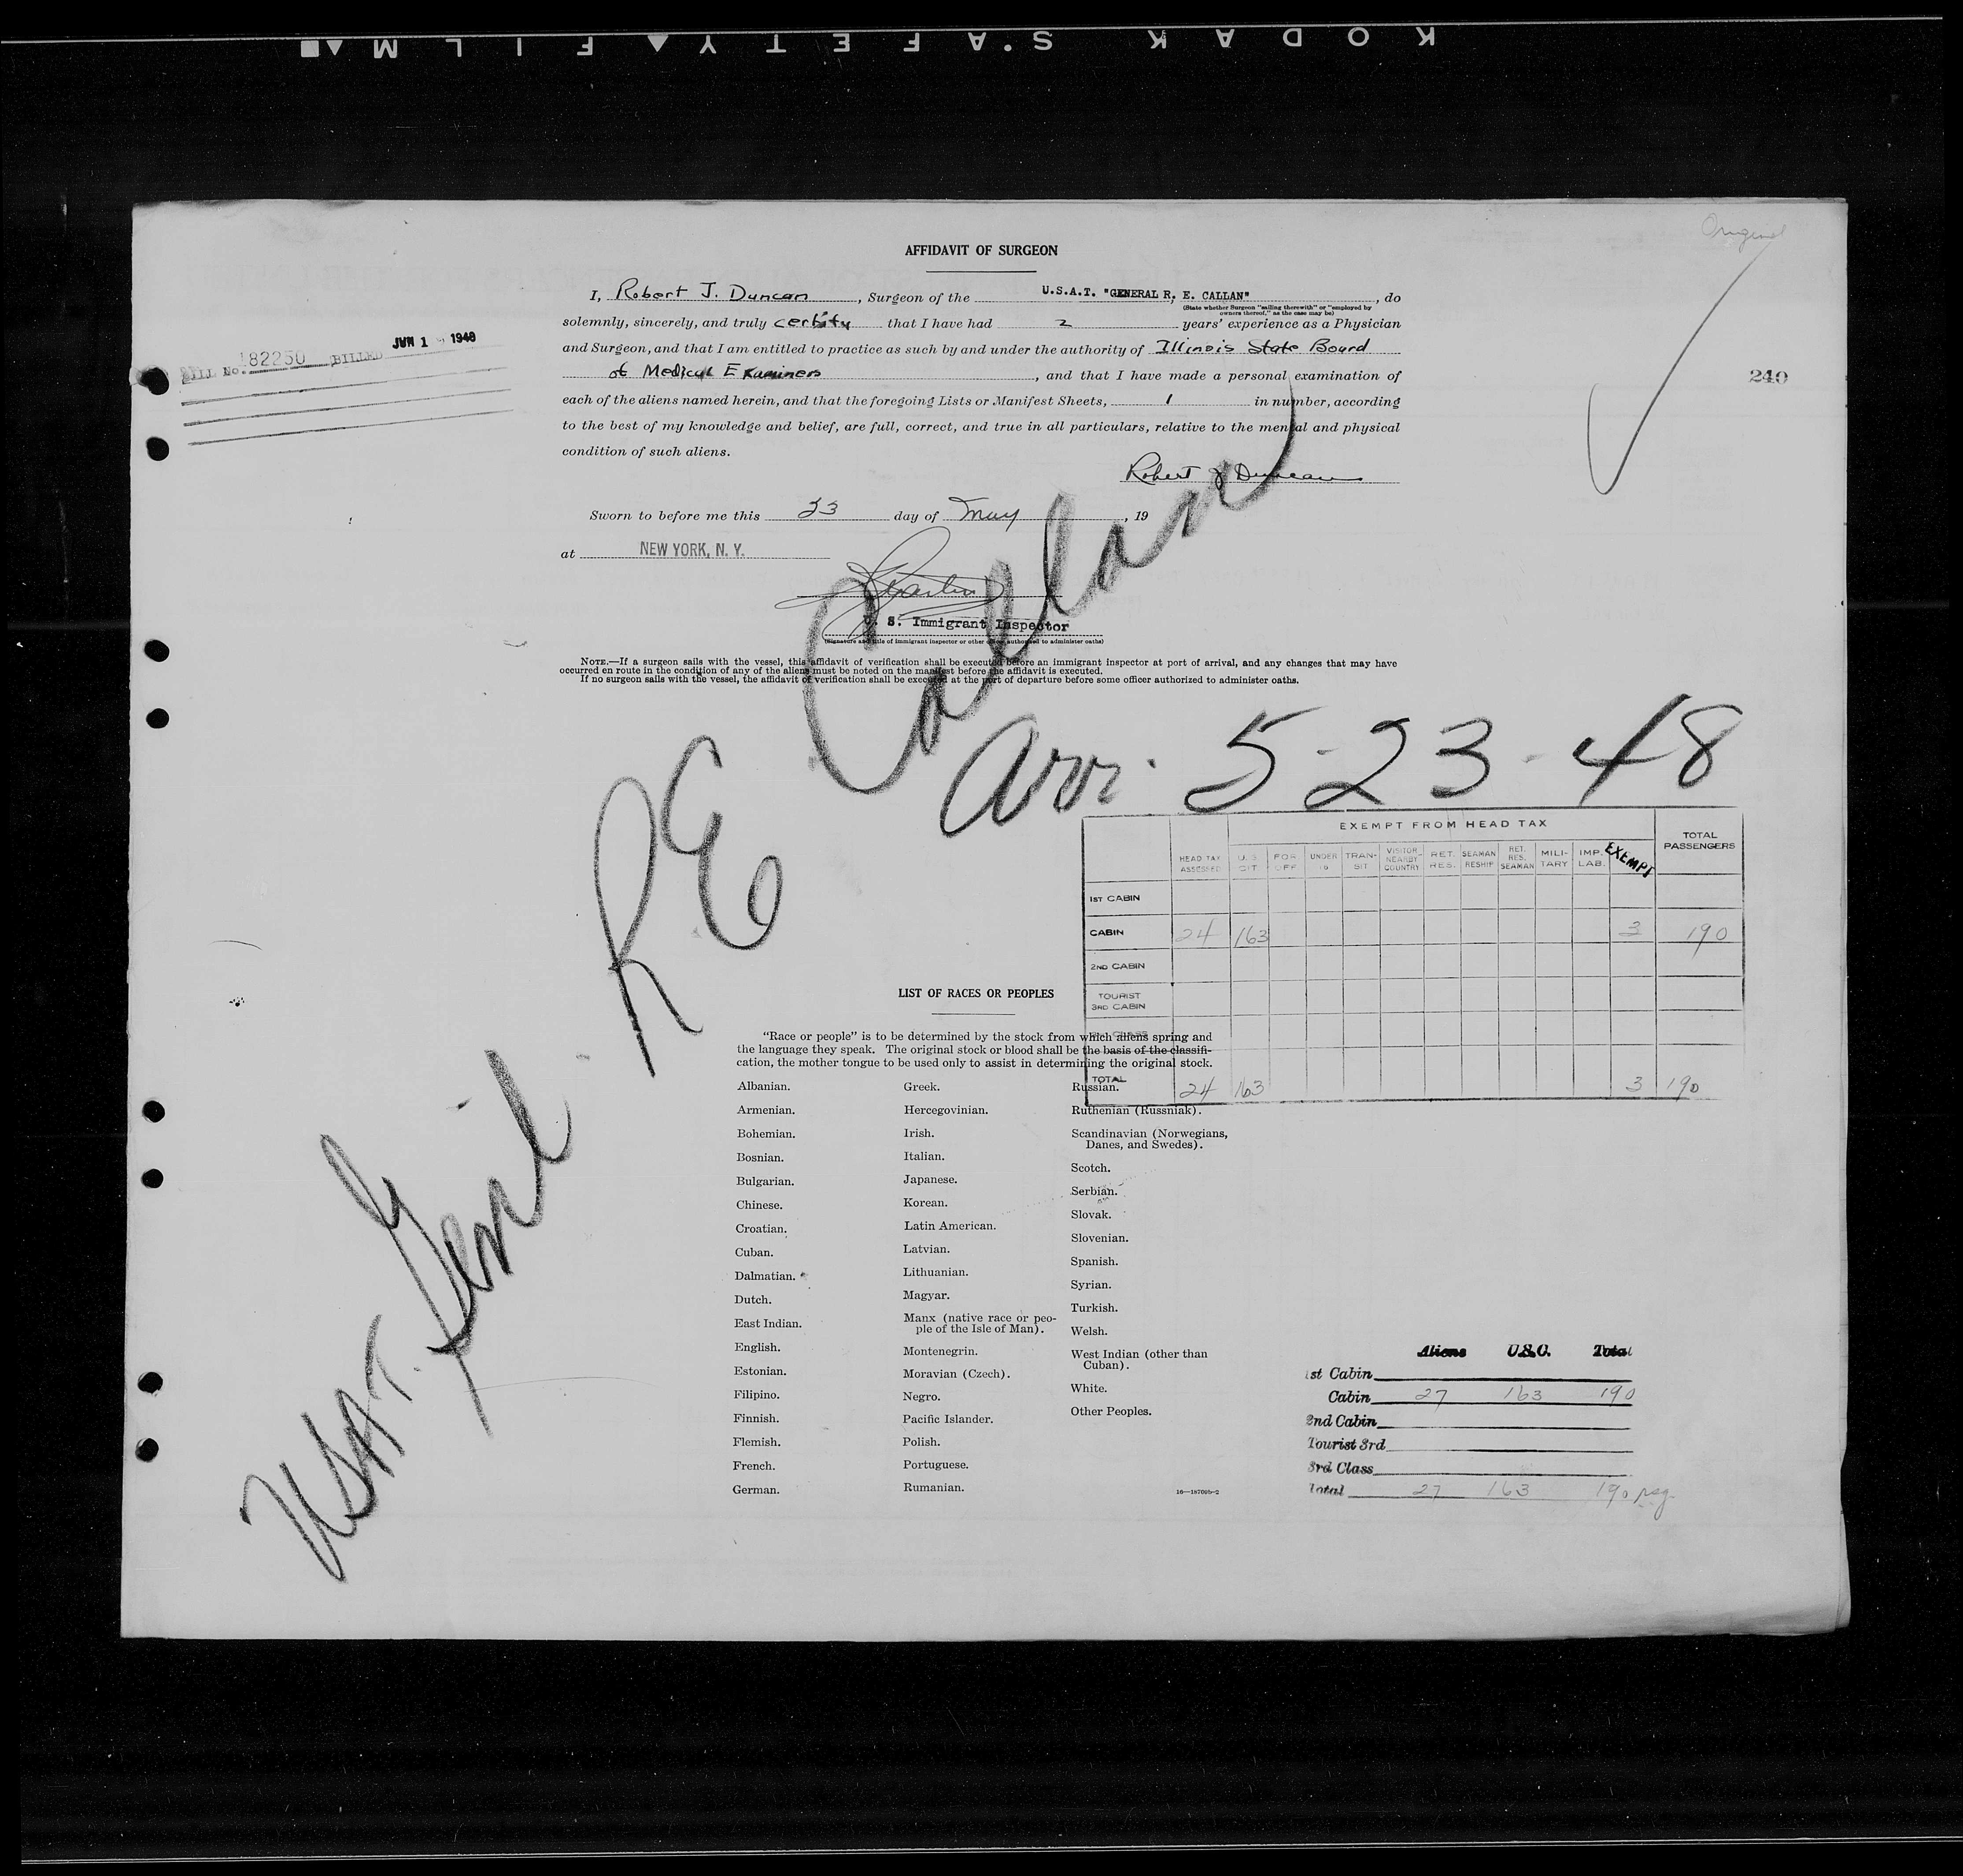 KODAK S.AFETY FILM
Original
AFFIDAVIT OF SURGEON
I, Robert J. Duncan, Surgeon of the U.S.A.T. "GENERAL R. E. CALLAN", do
(State whether Surgeon "sailing therewith" or "employed by
owners thereof," as the case may be)
solemnly, sincerely, and truly certify that I have had 2 years' experience as a Physician
and Surgeon, and that I am entitled to practice as such by and under the authority of Illinois State Board
of Medical Examiners, and that I have made a personal examination of
each of the aliens named herein, and that the foregoing Lists or Manifest Sheets, 1 in number, according
to the best of my knowledge and belief, are full, correct, and true in all particulars, relative to the mental and physical
condition of such aliens.
Robert J Duncan
BILL No. 182250 BILLED JUN 1 1948
240
Sworn to before me this 23 day of May, 19
at NEW YORK, N. Y.
U. S. Immigrant Inspector
(Signature and title of immigrant inspector or other officer authorized to administer oaths)
NOTE.—If a surgeon sails with the vessel, this affidavit of verification shall be executed before an immigrant inspector at port of arrival, and any changes that may have
occurred en route in the condition of any of the aliens must be noted on the manifest before the affidavit is executed.
If no surgeon sails with the vessel, the affidavit of verification shall be executed at the port of departure before some officer authorized to administer oaths.
USAT. Gen'l. RE Callan
arr. 5-23-48
EXEMPT FROM HEAD TAX
HEAD TAX ASSESSED U.S. CIT FOR OFF UNDER 16 TRANSIT VISITOR NEARBY COUNTRY RET. RES. SEAMAN RESHIP RET. RES. SEAMAN MILITARY IMP. LAB. EXEMPT TOTAL PASSENGERS
1ST CABIN
CABIN 24 163 3 190
2ND CABIN
TOURIST
3RD CABIN
3RD CLASS
TOTAL 24 163 3 190
LIST OF RACES OR PEOPLES
"Race or people" is to be determined by the stock from which aliens spring and
the language they speak. The original stock or blood shall be the basis of the classifi-
cation, the mother tongue to be used only to assist in determining the original stock.
Albanian.
Armenian.
Bohemian.
Bosnian.
Bulgarian.
Chinese.
Croatian.
Cuban.
Dalmatian.
Dutch.
East Indian.
English.
Estonian.
Filipino.
Finnish.
Flemish.
French.
German.
Greek.
Hercegovinian.
Irish.
Italian.
Japanese.
Korean.
Latin American.
Latvian.
Lithuanian.
Magyar.
Manx (native race or peo-
ple of the Isle of Man).
Montenegrin.
Moravian (Czech).
Negro.
Pacific Islander.
Polish.
Portuguese.
Rumanian.
Russian.
Ruthenian (Russniak).
Scandinavian (Norwegians,
Danes, and Swedes).
Scotch.
Serbian.
Slovak.
Slovenian.
Spanish.
Syrian.
Turkish.
Welsh.
West Indian (other than
Cuban).
White.
Other Peoples.
Aliens U.S.C. Total
1st Cabin
Cabin 27 163 190
2nd Cabin
Tourist 3rd
3rd Class
Total 27 163 190 psg